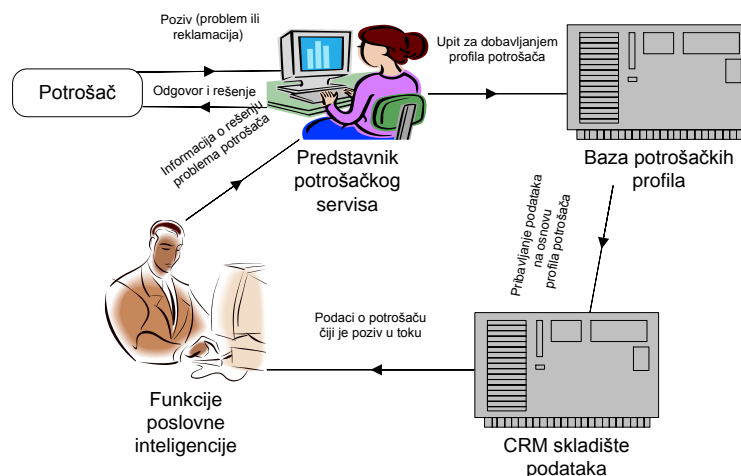 Poziv (problem ili
reklamacija)
Potrošač
Odgovor i rešenje
Informacija o rešenju
problema potrošača
Predstavnik
potrošačkog
servisa
Upit za dobavljanjem
profila potrošača
Baza potrošačkih
profila
Pribavljanje podataka
na osnovu
profila potrošača
Podaci o potrošaču
čiji je poziv u toku
Funkcije
poslovne
inteligencije
CRM skladište
podataka